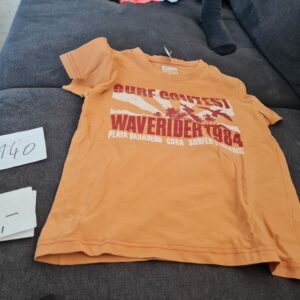 SURF CONTEST
WAVERIDER 1984
PLAYA VARADERO CUBA SURFER
140